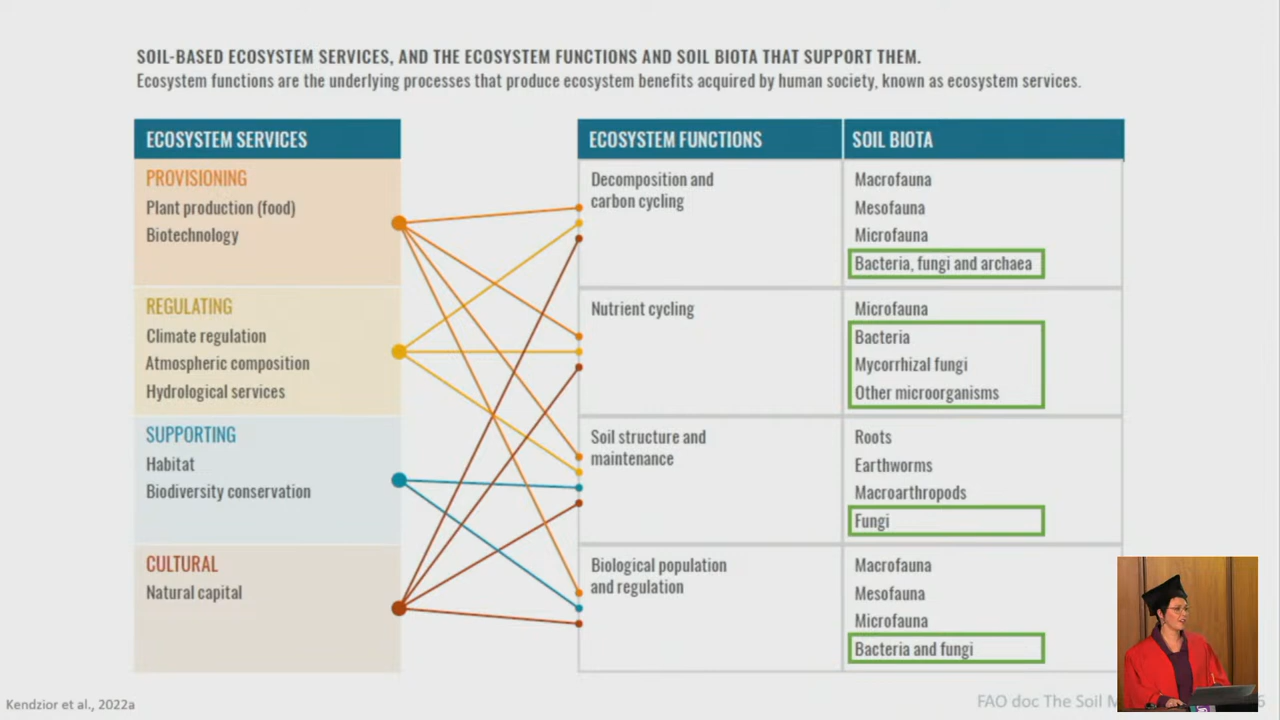 SOIL-BASED ECOSYSTEM SERVICES, AND THE ECOSYSTEM FUNCTIONS AND SOIL BIOTA THAT SUPPORT THEM.
Ecosystem functions are the underlying processes that produce ecosystem benefits acquired by human society, known as ecosystem services.
ECOSYSTEM SERVICES
PROVISIONING
Plant production (food)
Biotechnology
REGULATING
Climate regulation
Atmospheric composition
Hydrological services
SUPPORTING
Habitat
Biodiversity conservation
CULTURAL
Natural capital
ECOSYSTEM FUNCTIONS
SOIL BIOTA
Decomposition and
carbon cycling
Macrofauna
Mesofauna
Microfauna
Bacteria, fungi and archaea
Nutrient cycling
Microfauna
Bacteria
Mycorrhizal fungi
Other microorganisms
Soil structure and
maintenance
Roots
Earthworms
Macroarthropods
Fungi
Biological population
and regulation
Macrofauna
Mesofauna
Microfauna
Bacteria and fungi
Kendzior et al., 2022a
FAO doc The Soil